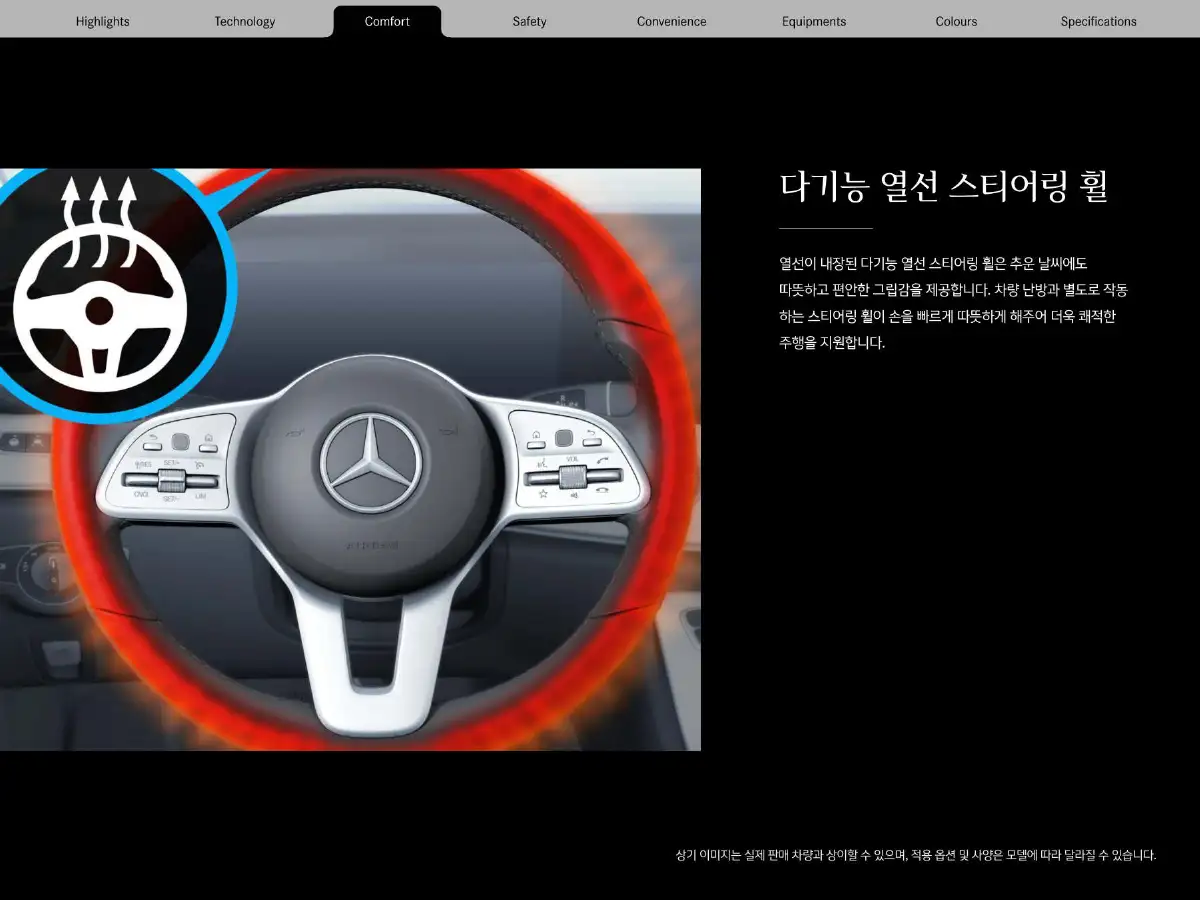 Highlights
Technology
Comfort
Safety
Convenience
Equipments
Colours
Specifications
다기능 열선 스티어링 휠
열선이 내장된 다기능 열선 스티어링 휠은 추운 날씨에도
따뜻하고 편안한 그립감을 제공합니다. 차량 난방과 별도로 작동
하는 스티어링 휠이 손을 빠르게 따뜻하게 해주어 더욱 쾌적한
주행을 지원합니다.
SET/+
CNCL
SET/-
LIM
VOL
R
상기 이미지는 실제 판매 차량과 상이할 수 있으며, 적용 옵션 및 사양은 모델에 따라 달라질 수 있습니다.